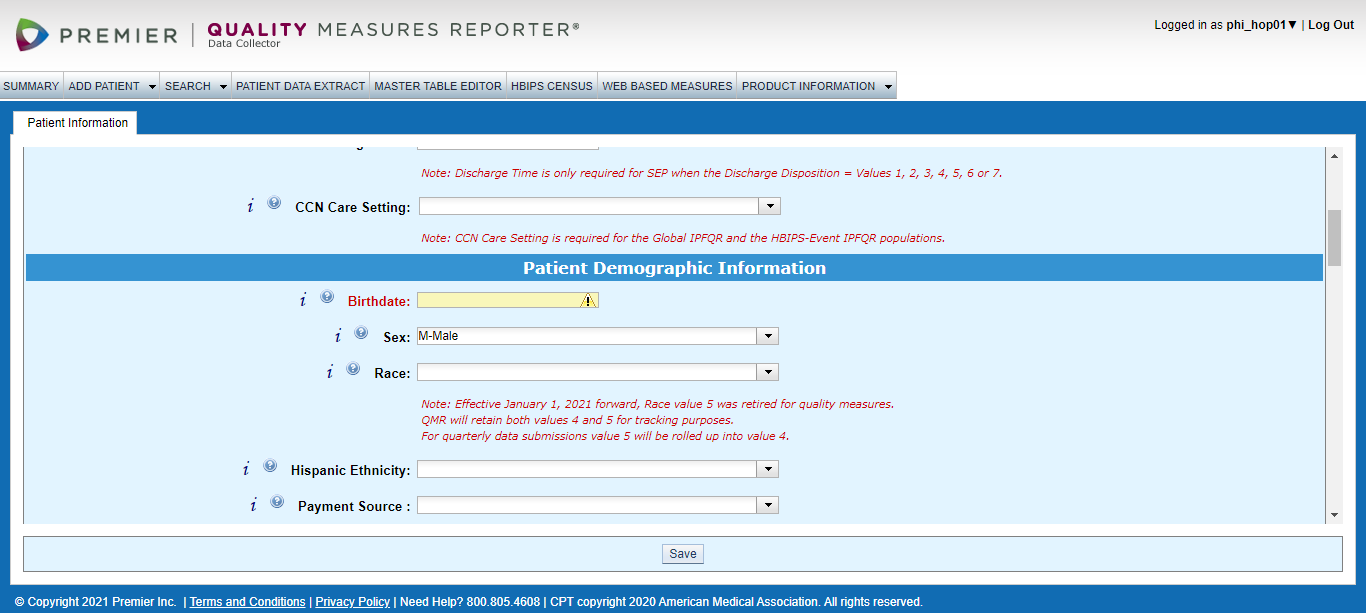 PREMIER | QUALITY MEASURES REPORTER®
Data Collector
Logged in as phi_hop01▼ | Log Out
SUMMARY ADD PATIENT SEARCH PATIENT DATA EXTRACT MASTER TABLE EDITOR HBIPS CENSUS WEB BASED MEASURES PRODUCT INFORMATION
Patient Information
Note: Discharge Time is only required for SEP when the Discharge Disposition = Values 1, 2, 3, 4, 5, 6 or 7.
i ? CCN Care Setting:
Note: CCN Care Setting is required for the Global IPFQR and the HBIPS-Event IPFQR populations.
Patient Demographic Information
i ? Birthdate:
i ? Sex: M-Male
i ? Race:
Note: Effective January 1, 2021 forward, Race value 5 was retired for quality measures.
QMR will retain both values 4 and 5 for tracking purposes.
For quarterly data submissions value 5 will be rolled up into value 4.
i ? Hispanic Ethnicity:
i ? Payment Source :
Save
© Copyright 2021 Premier Inc. | Terms and Conditions | Privacy Policy | Need Help? 800.805.4608 | CPT copyright 2020 American Medical Association. All rights reserved.